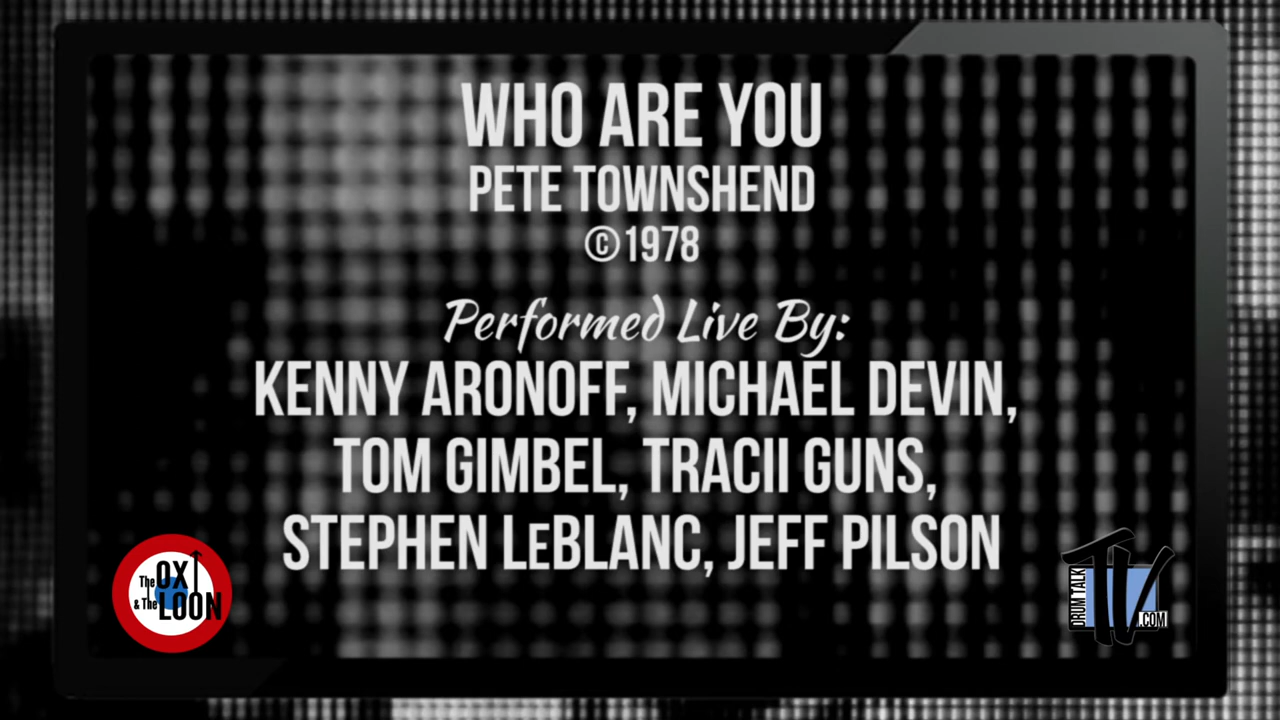 WHO ARE YOU
PETE TOWNSHEND
©1978
Performed Live By:
KENNY ARONOFF, MICHAEL DEVIN,
TOM GIMBEL, TRACII GUNS,
STEPHEN LEBLANC, JEFF PILSON
The OX
& The LOON
DRUM TALK
TV
.COM